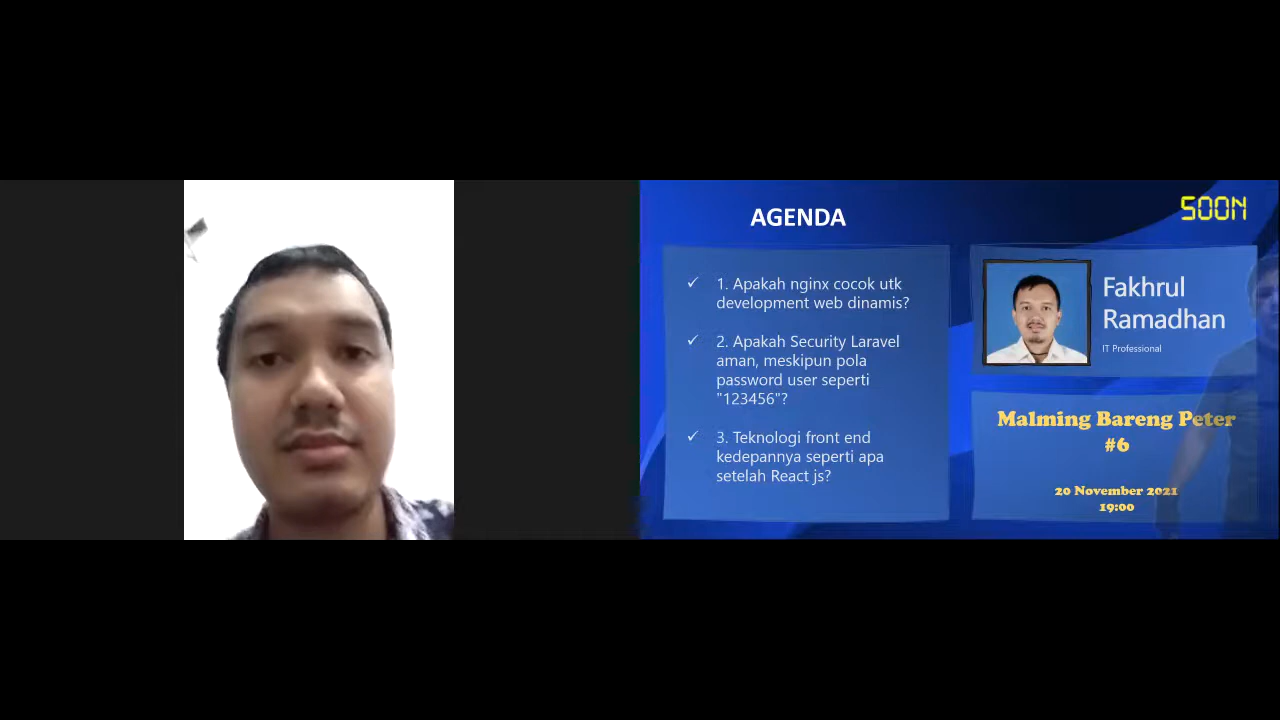 AGENDA
SOON
✓ 1. Apakah nginx cocok utk
development web dinamis?
✓ 2. Apakah Security Laravel
aman, meskipun pola
password user seperti
"123456"?
✓ 3. Teknologi front end
kedepannya seperti apa
setelah React js?
Fakhrul
Ramadhan
IT Professional
Malming Bareng Peter
#6
20 November 2021
19:00